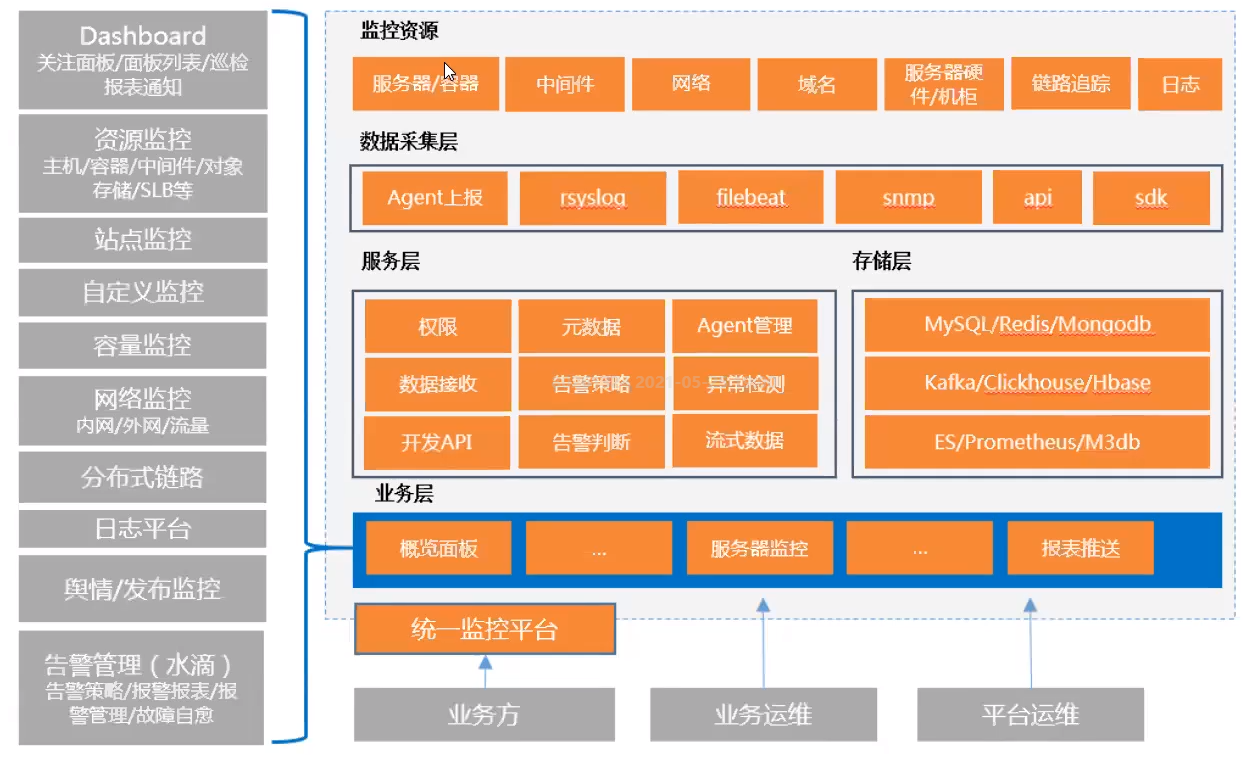 Dashboard
关注面板/面板列表/巡检
报表通知
资源监控
主机/容器/中间件/对象
存储/SLB等
站点监控
自定义监控
容量监控
网络监控
内网/外网/流量
分布式链路
日志平台
舆情/发布监控
告警管理（水滴）
告警策略/报警报表/报
警管理/故障自愈
监控资源
服务器/容器
中间件
网络
域名
服务器硬
件/机柜
链路追踪
日志
数据采集层
Agent上报
rsyslog
filebeat
snmp
api
sdk
服务层
权限
元数据
Agent管理
数据接收
告警策略
异常检测
开发API
告警判断
流式数据
存储层
MySQL/Redis/Mongodb
Kafka/Clickhouse/Hbase
ES/Prometheus/M3db
业务层
概览面板
...
服务器监控
...
报表推送
统一监控平台
业务方
业务运维
平台运维